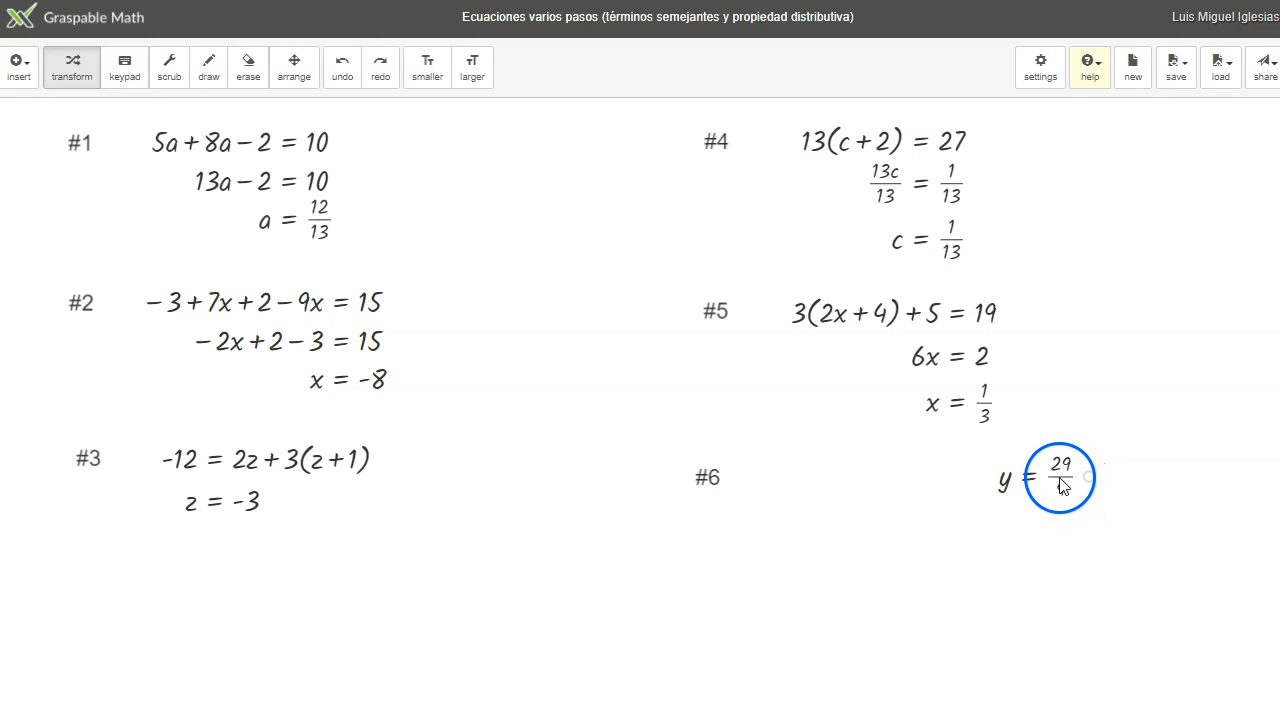 Graspable Math
Ecuaciones varios pasos (términos semejantes y propiedad distributiva)
Luis Miguel Iglesias
insert transform keypad scrub draw erase arrange undo redo smaller larger settings help new save load share
#1
5a + 8a − 2 = 10
13a − 2 = 10
a = 12/13
#2
− 3 + 7x + 2 − 9x = 15
− 2x + 2 − 3 = 15
x = -8
#3
-12 = 2z + 3(z + 1)
z = -3
#4
13(c + 2) = 27
13c/13 = 1/13
c = 1/13
#5
3(2x + 4) + 5 = 19
6x = 2
x = 1/3
#6
y = 29